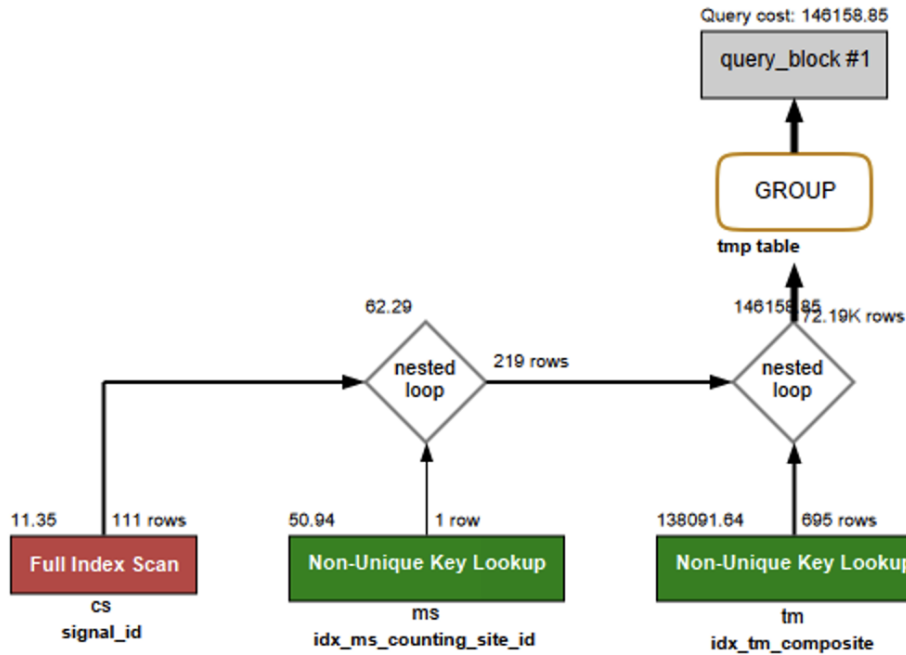 Query cost: 146158.85
query_block #1
GROUP
tmp table
146158.85
72.19K rows
62.29
nested
loop
219 rows
nested
loop
11.35
111 rows
50.94
1 row
138091.64
695 rows
Full Index Scan
Non-Unique Key Lookup
Non-Unique Key Lookup
cs
signal_id
ms
idx_ms_counting_site_id
tm
idx_tm_composite